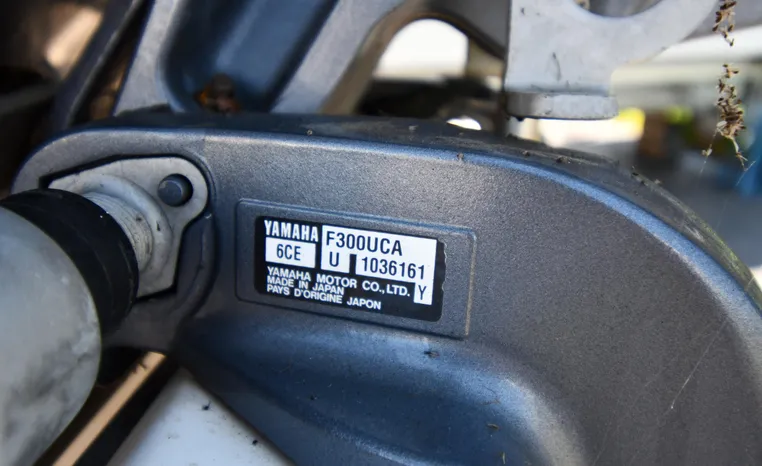 YAMAHA F300UCA
6CE U 1036161
YAMAHA MOTOR CO.,LTD. Y
MADE IN JAPAN
PAYS D'ORIGINE JAPON